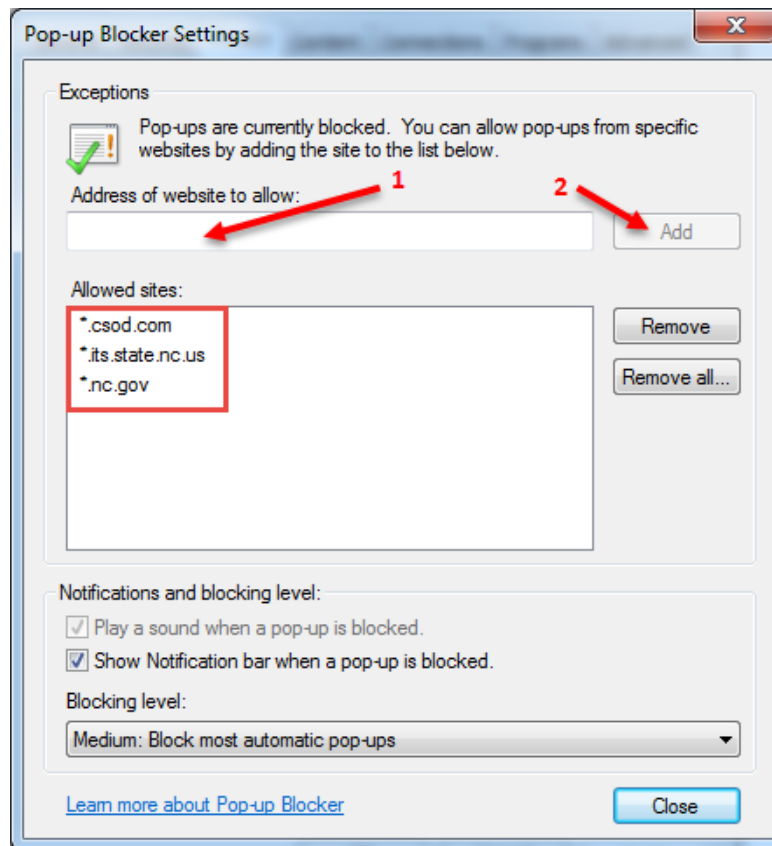 Pop-up Blocker Settings
Exceptions
Pop-ups are currently blocked. You can allow pop-ups from specific
websites by adding the site to the list below.
Address of website to allow:
1
2
Add
Allowed sites:
*.csod.com
*.its.state.nc.us
*.nc.gov
Remove
Remove all...
Notifications and blocking level:
Play a sound when a pop-up is blocked.
Show Notification bar when a pop-up is blocked.
Blocking level:
Medium: Block most automatic pop-ups
Learn more about Pop-up Blocker
Close